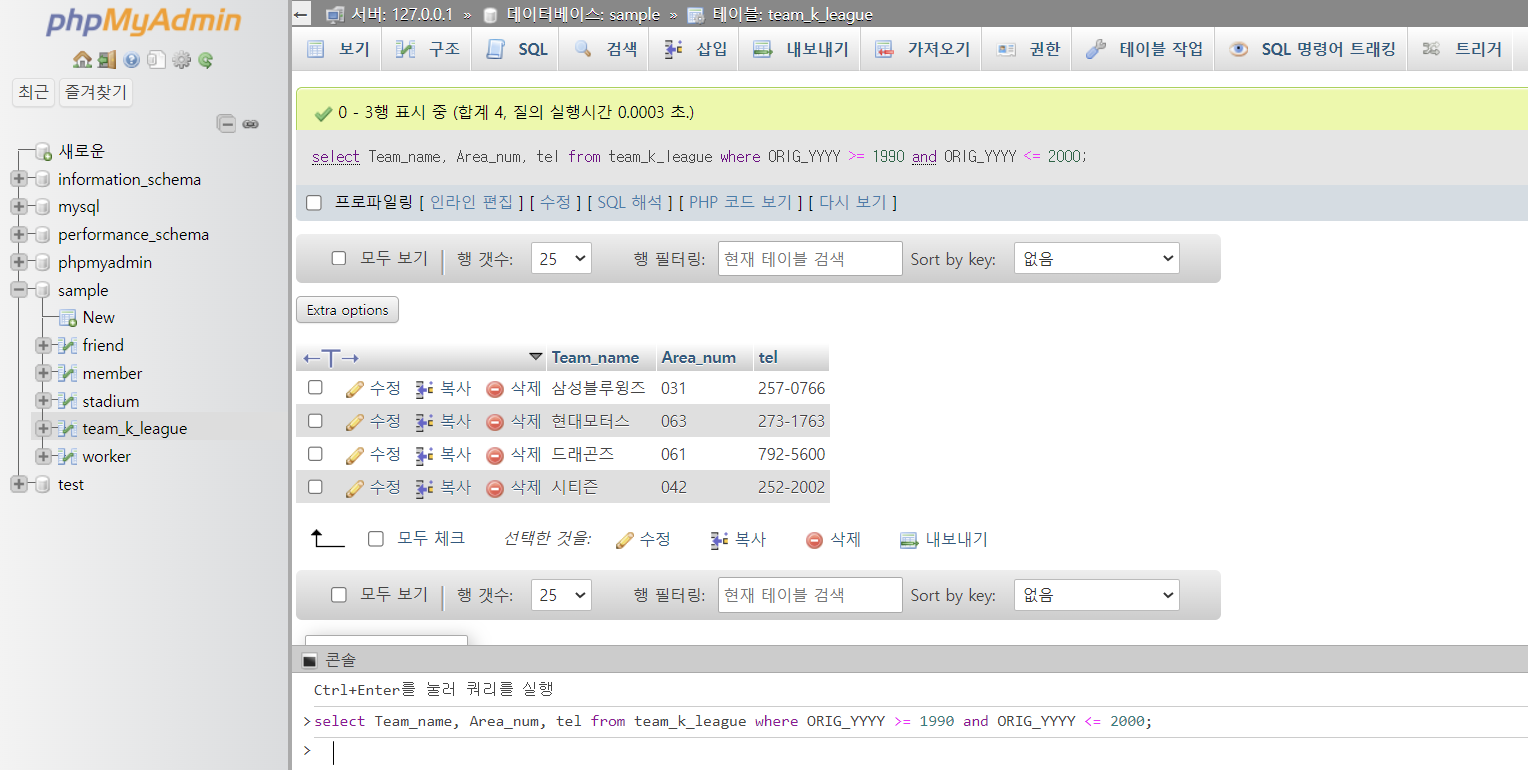 phpMyAdmin
최근 즐겨찾기
새로운
information_schema
mysql
performance_schema
phpmyadmin
sample
New
friend
member
stadium
team_k_league
worker
test
서버: 127.0.0.1 » 데이터베이스: sample » 테이블: team_k_league
보기 구조 SQL 검색 삽입 내보내기 가져오기 권한 테이블 작업 SQL 명령어 트래킹 트리거
0 - 3행 표시 중 (합계 4, 질의 실행시간 0.0003 초.)
select Team_name, Area_num, tel from team_k_league where ORIG_YYYY >= 1990 and ORIG_YYYY <= 2000;
프로파일링 [ 인라인 편집 ] [ 수정 ] [ SQL 해석 ] [ PHP 코드 보기 ] [ 다시 보기 ]
모두 보기 행 갯수: 25 행 필터링: 현재 테이블 검색 Sort by key: 없음
Extra options
←T→ Team_name Area_num tel
수정 복사 삭제 삼성블루윙즈 031 257-0766
수정 복사 삭제 현대모터스 063 273-1763
수정 복사 삭제 드래곤즈 061 792-5600
수정 복사 삭제 시티즌 042 252-2002
모두 체크 선택한 것을: 수정 복사 삭제 내보내기
모두 보기 행 갯수: 25 행 필터링: 현재 테이블 검색 Sort by key: 없음
콘솔
Ctrl+Enter를 눌러 쿼리를 실행
>select Team_name, Area_num, tel from team_k_league where ORIG_YYYY >= 1990 and ORIG_YYYY <= 2000;
>